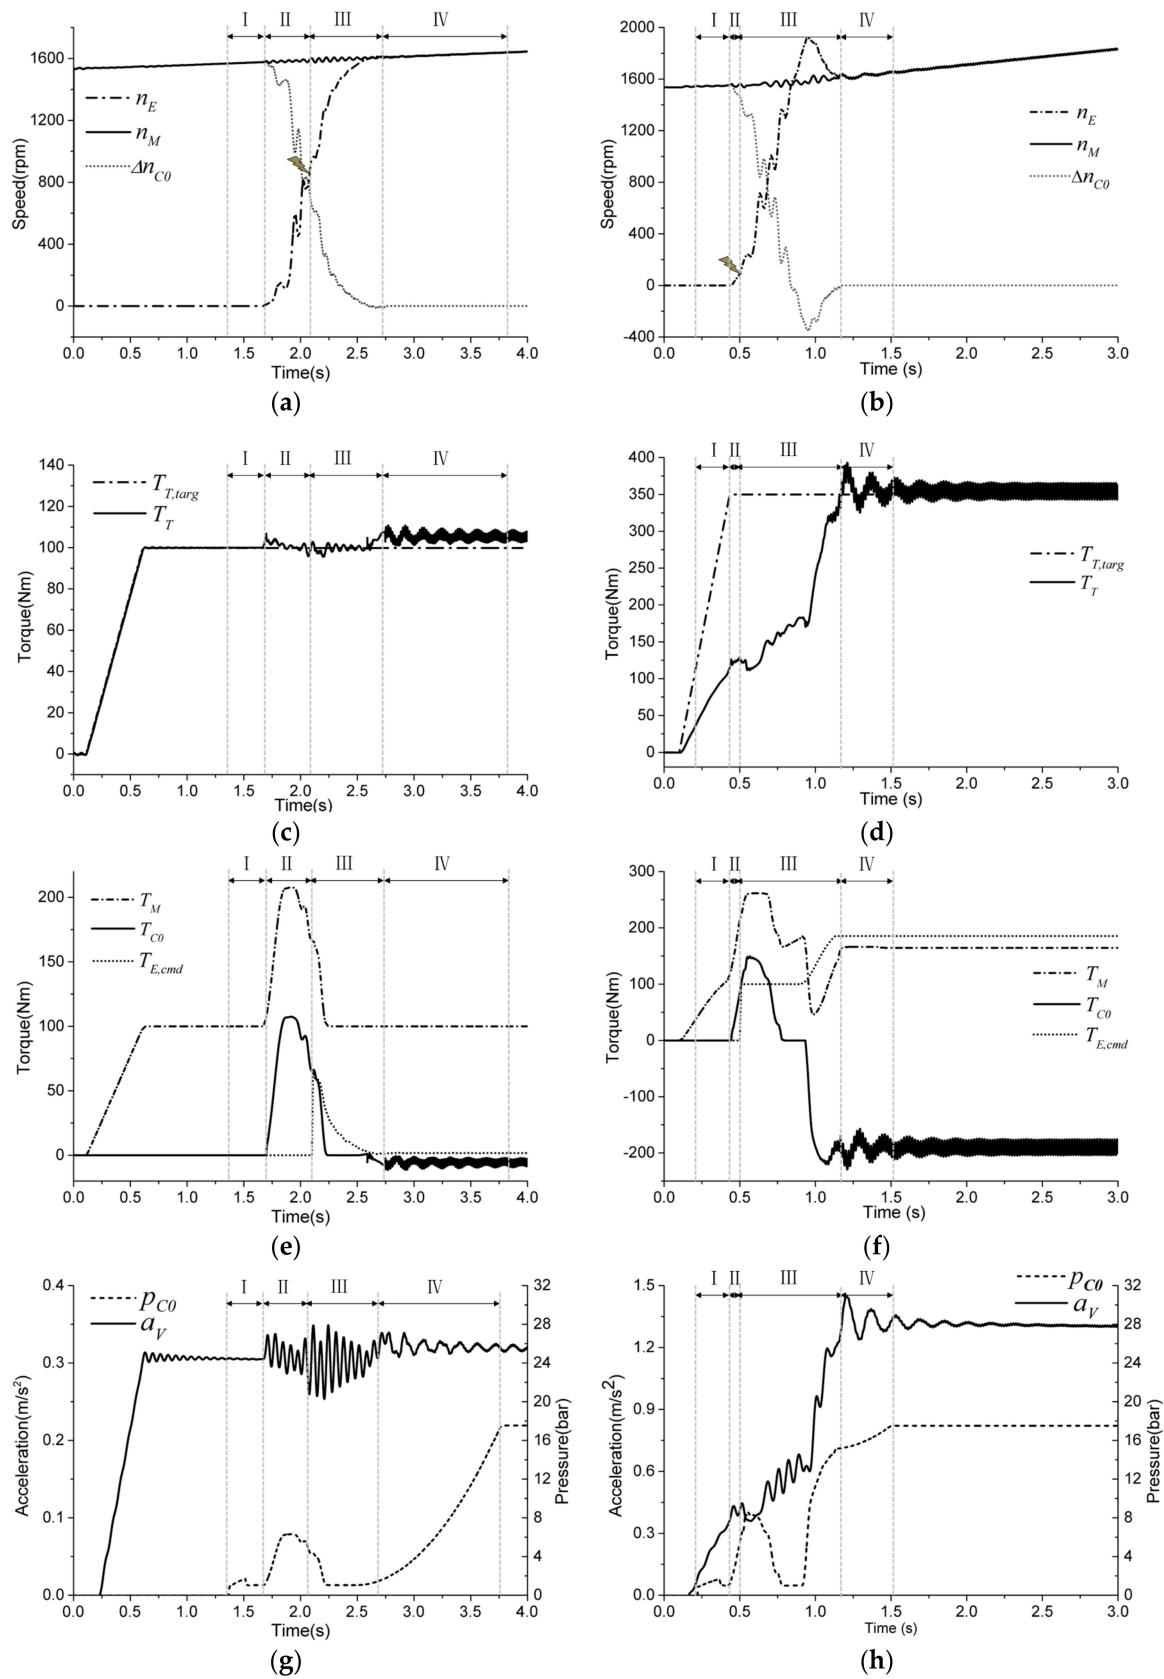 I II III IV
1600
1200
800
400
0
Speed(rpm)
n_E
n_M
Δn_C0
0.0 0.5 1.0 1.5 2.0 2.5 3.0 3.5 4.0
Time(s)
(a)
I II III IV
2000
1600
1200
800
400
0
-400
Speed(rpm)
n_E
n_M
Δn_C0
0.0 0.5 1.0 1.5 2.0 2.5 3.0
Time (s)
(b)
I II III IV
140
120
100
80
60
40
20
0
Torque(Nm)
T_T,targ
T_T
0.0 0.5 1.0 1.5 2.0 2.5 3.0 3.5 4.0
Time(s)
(c)
I II III IV
400
350
300
250
200
150
100
50
0
Torque(Nm)
T_T,targ
T_T
0.0 0.5 1.0 1.5 2.0 2.5 3.0
Time (s)
(d)
I II III IV
200
150
100
50
0
Torque(Nm)
T_M
T_C0
T_E,cmd
0.0 0.5 1.0 1.5 2.0 2.5 3.0 3.5 4.0
Time(s)
(e)
I II III IV
300
200
100
0
-100
-200
Torque(Nm)
T_M
T_C0
T_E,cmd
0.0 0.5 1.0 1.5 2.0 2.5 3.0
Time (s)
(f)
I II III IV
0.4
0.3
0.2
0.1
0.0
Acceleration(m/s²)
p_C0
a_V
32
28
24
20
16
12
8
4
0
Pressure(bar)
0.0 0.5 1.0 1.5 2.0 2.5 3.0 3.5 4.0
Time(s)
(g)
I II III IV
1.5
1.2
0.9
0.6
0.3
0.0
Acceleration(m/s²)
p_C0
a_V
32
28
24
20
16
12
8
4
0
Pressure(bar)
0.0 0.5 1.0 1.5 2.0 2.5 3.0
Time (s)
(h)